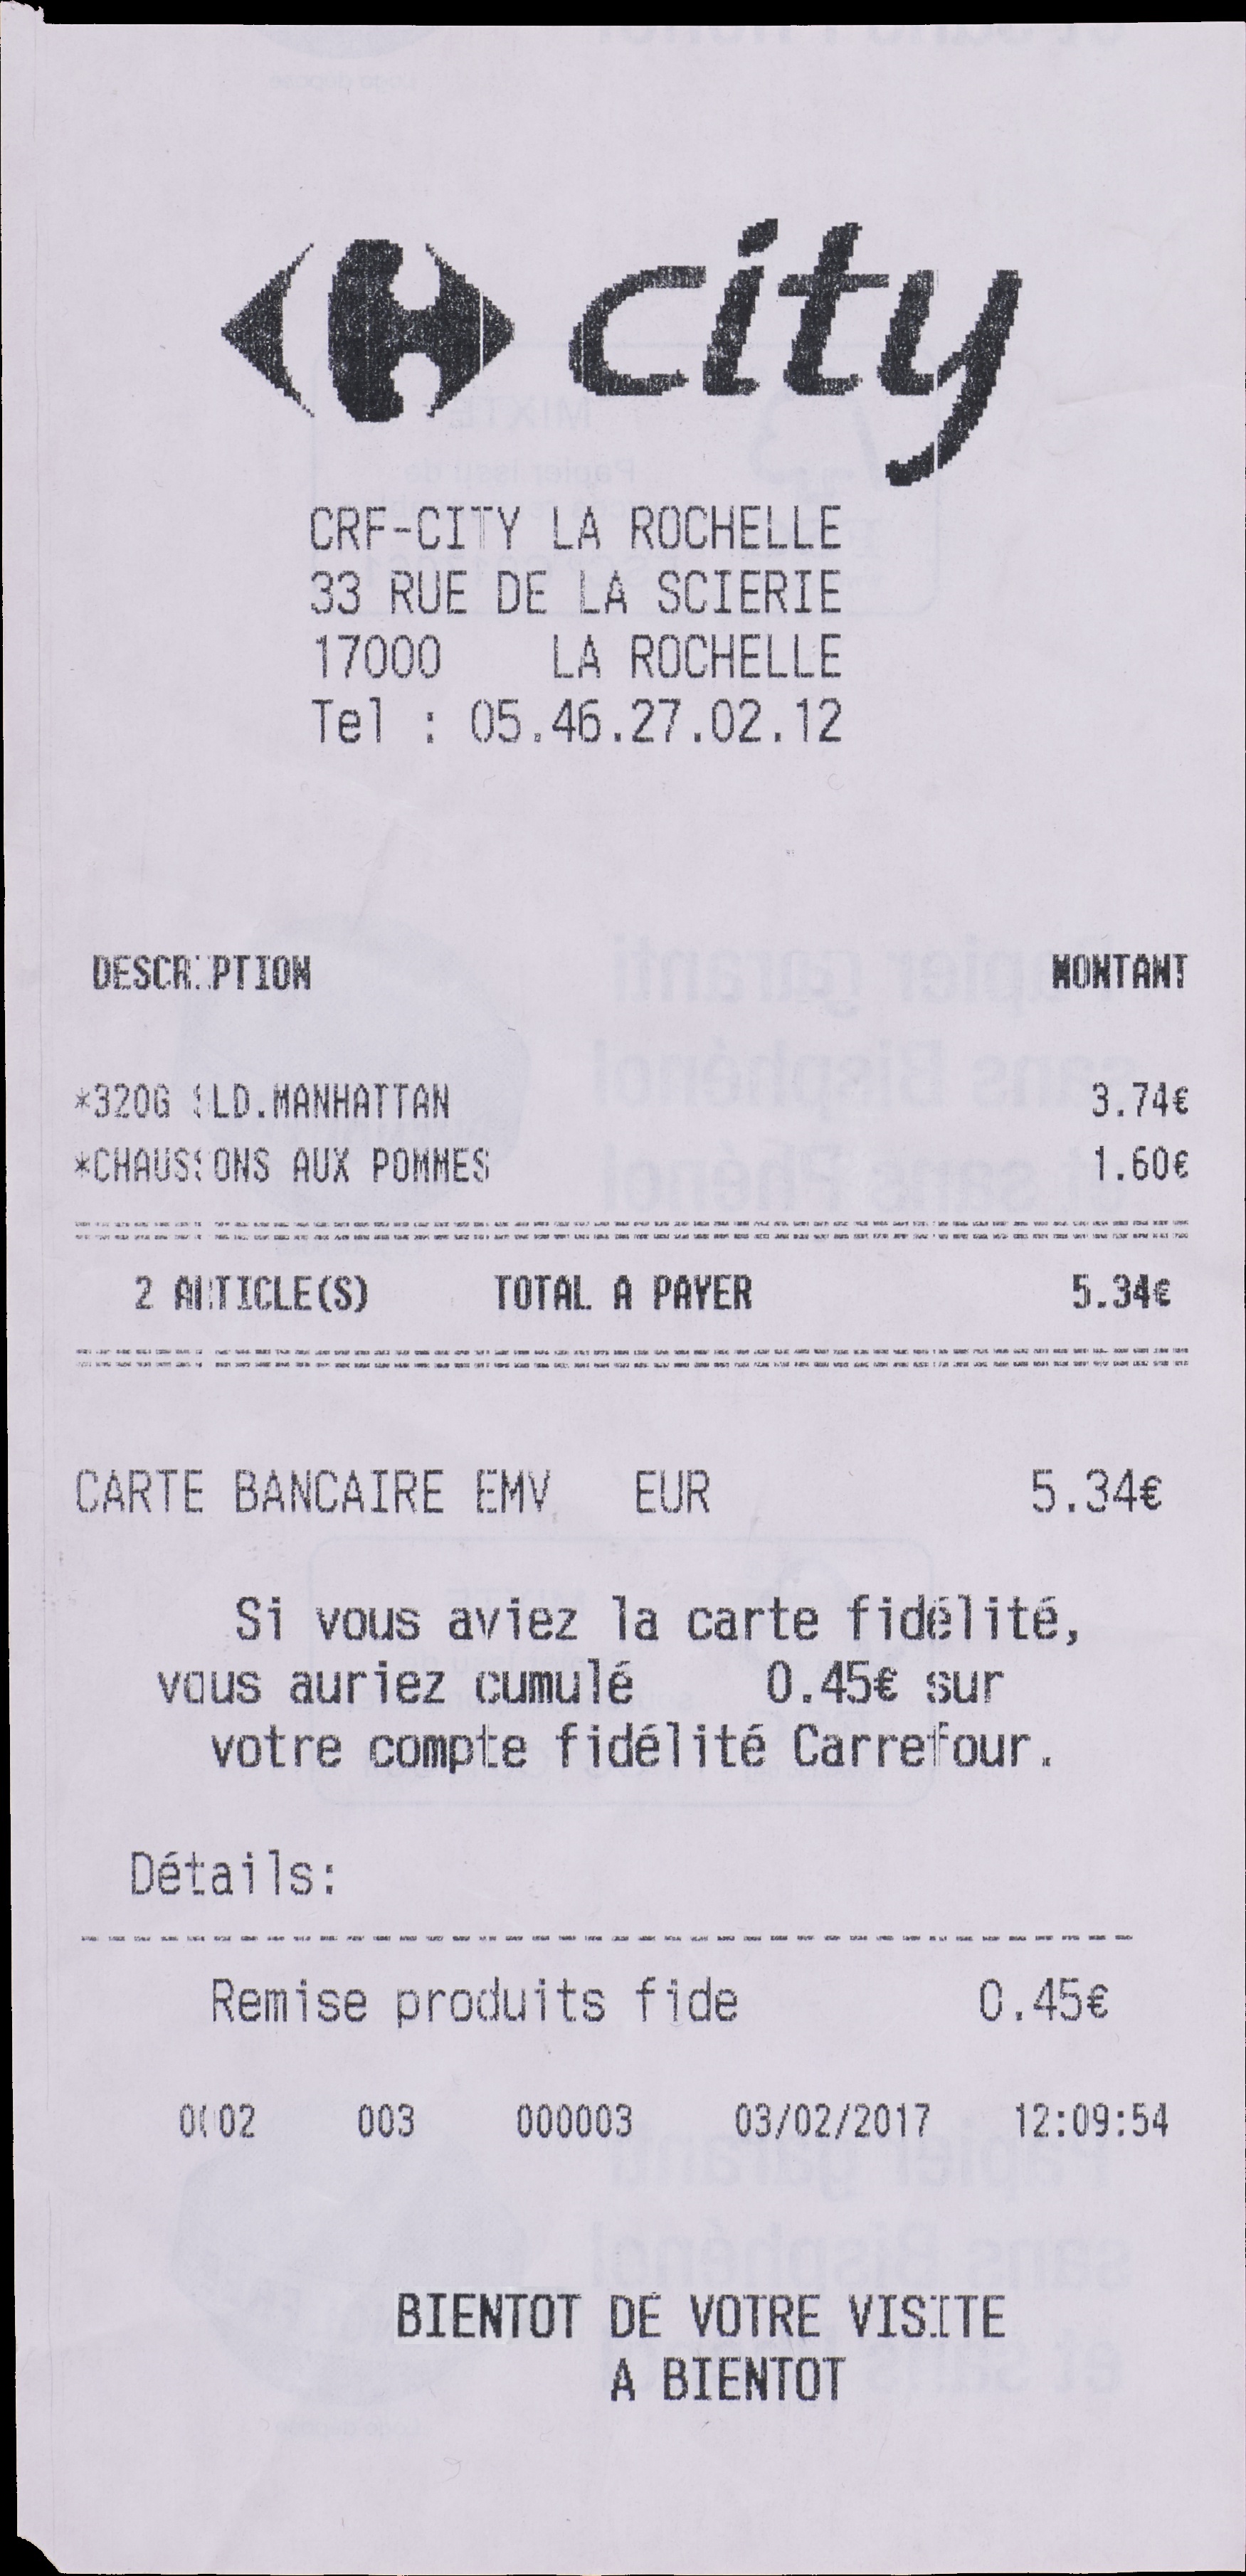 city
CRF-CITY LA ROCHELLE
33 RUE DE LA SCIERIE
17000 LA ROCHELLE
Tel : 05.46.27.02.12
DESCRIPTION MONTANT
*320G SLD.MANHATTAN 3.74€
*CHAUSSONS AUX POMMES 1.60€
2 ARTICLE(S) TOTAL A PAYER 5.34€
CARTE BANCAIRE EMV EUR 5.34€
Si vous aviez la carte fidélité,
vous auriez cumulé 0.45€ sur
votre compte fidélité Carrefour.
Détails:
Remise produits fide 0.45€
0002 003 000003 03/02/2017 12:09:54
BIENTOT DE VOTRE VISITE
A BIENTOT